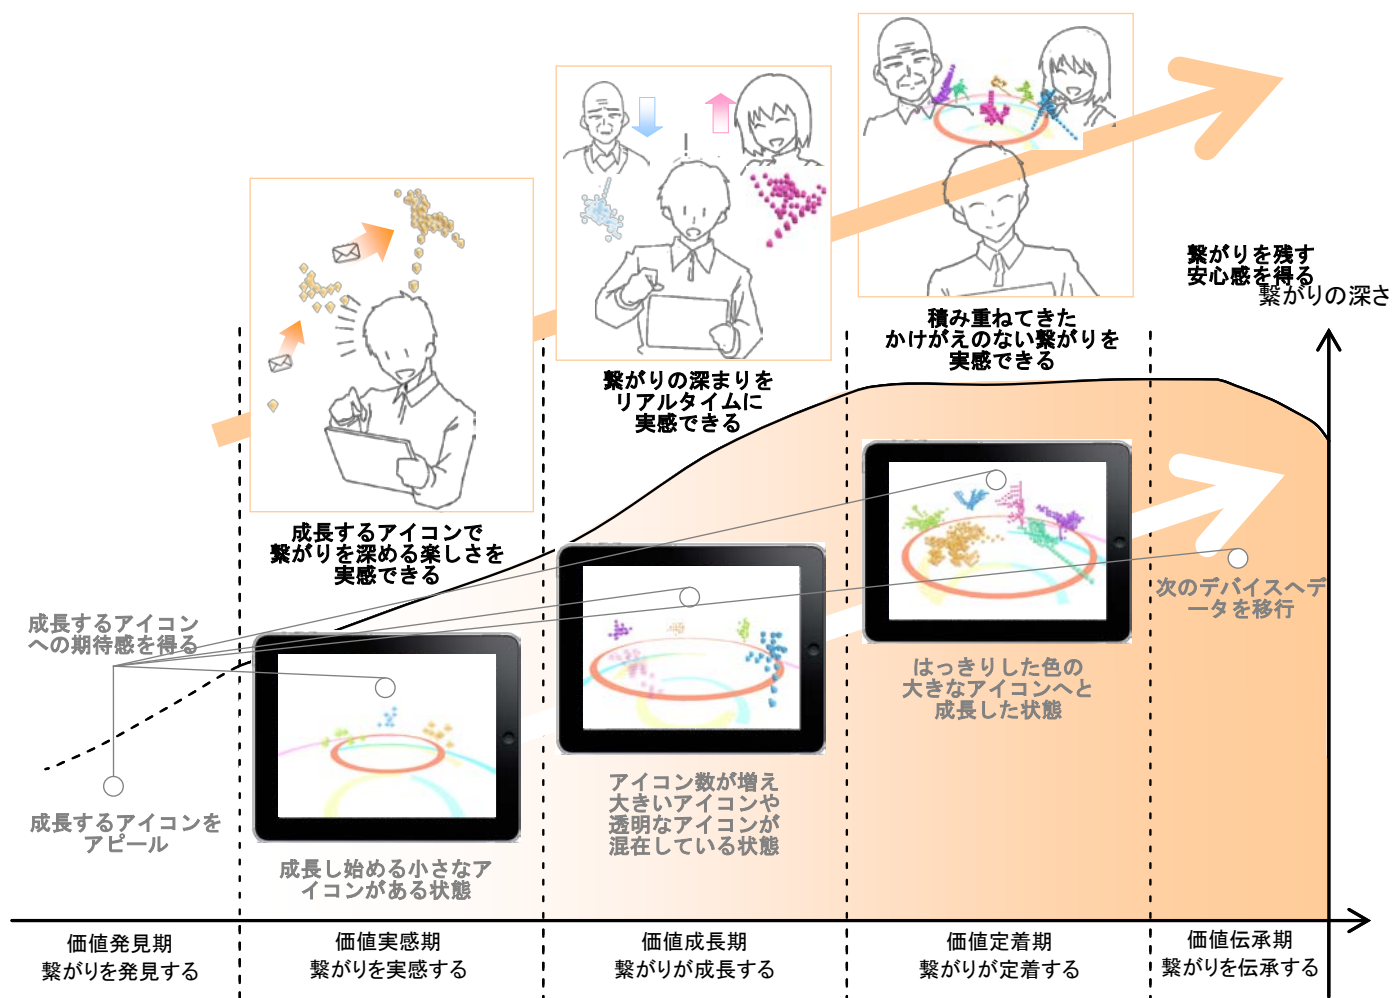 繋がりを残す
安心感を得る
繋がりの深さ
積み重ねてきた
かけがえのない繋がりを
実感できる
繋がりの深まりを
リアルタイムに
実感できる
成長するアイコンで
繋がりを深める楽しさを
実感できる
成長するアイコン
への期待感を得る
次のデバイスへデ
ータを移行
はっきりした色の
大きなアイコンへと
成長した状態
アイコン数が増え
大きいアイコンや
透明なアイコンが
混在している状態
成長するアイコンを
アピール
成長し始める小さなア
イコンがある状態
価値発見期
繋がりを発見する
価値実感期
繋がりを実感する
価値成長期
繋がりが成長する
価値定着期
繋がりが定着する
価値伝承期
繋がりを伝承する